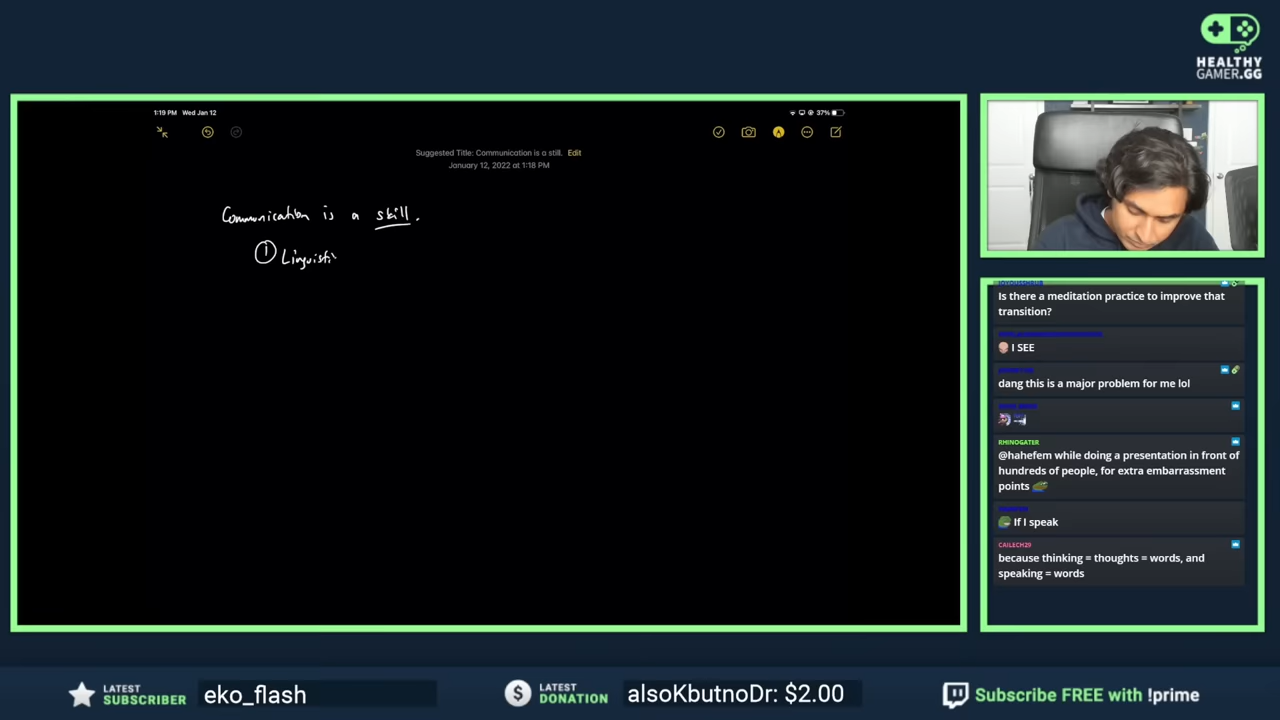 HEALTHY
GAMER.GG
1:19 PM Wed Jan 12
37%
Suggested Title: Communication is a still. Edit
January 12, 2022 at 1:18 PM
Communication is a skill.
① Linguisti
Is there a meditation practice to improve that
transition?
I SEE
dang this is a major problem for me lol
RHINOGATER
@hahefem while doing a presentation in front of
hundreds of people, for extra embarrassment
points
If I speak
CAILECH29
because thinking = thoughts = words, and
speaking = words
LATEST
SUBSCRIBER
eko_flash
$
LATEST
DONATION
alsoKbutnoDr: $2.00
Subscribe FREE with !prime